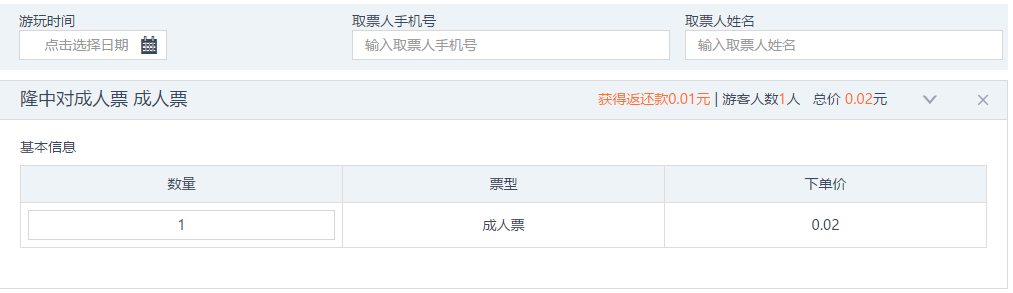 游玩时间 取票人手机号 取票人姓名
点击选择日期 输入取票人手机号 输入取票人姓名
隆中对成人票 成人票 获得返还款0.01元 | 游客人数1人 总价 0.02元
基本信息
数量 票型 下单价
1 成人票 0.02